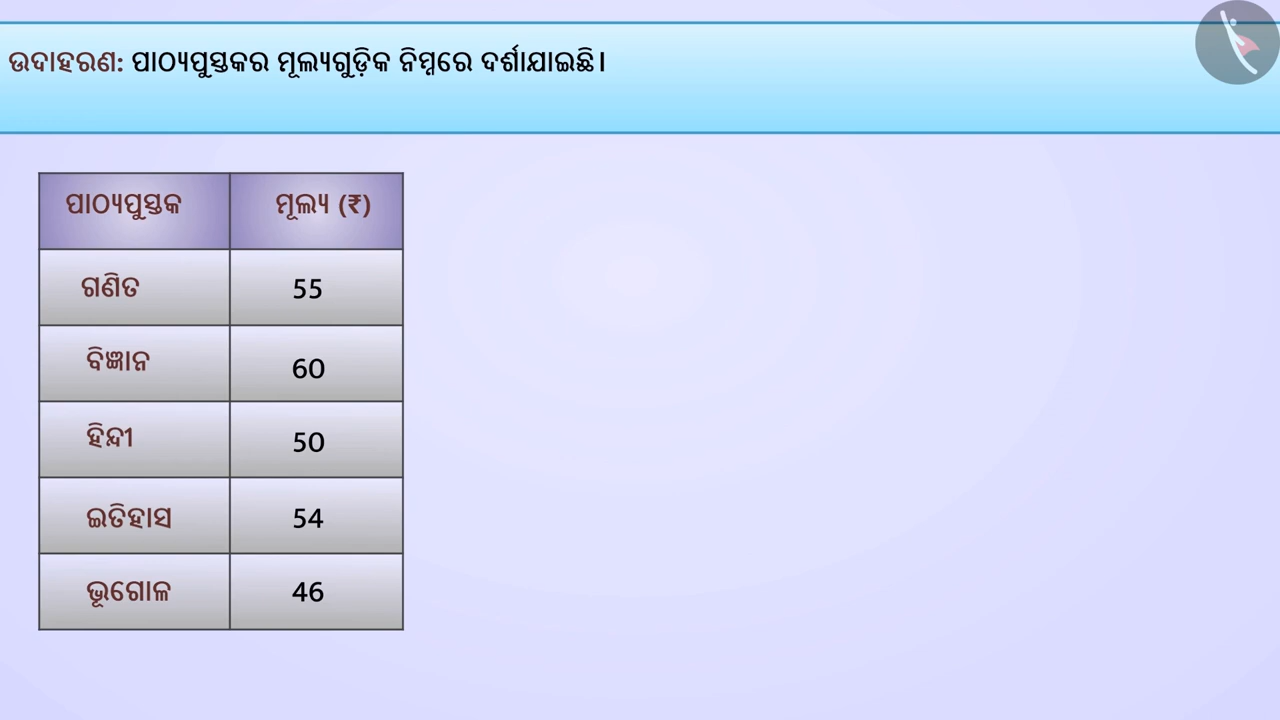 ଉଦାହରଣ: ପାଠ୍ୟପୁସ୍ତକର ମୂଲ୍ୟଗୁଡ଼ିକ ନିମ୍ନରେ ଦର୍ଶାଯାଇଛି।
ପାଠ୍ୟପୁସ୍ତକ ମୂଲ୍ୟ (₹)
ଗଣିତ 55
ବିଜ୍ଞାନ 60
ହିନ୍ଦୀ 50
ଇତିହାସ 54
ଭୂଗୋଳ 46